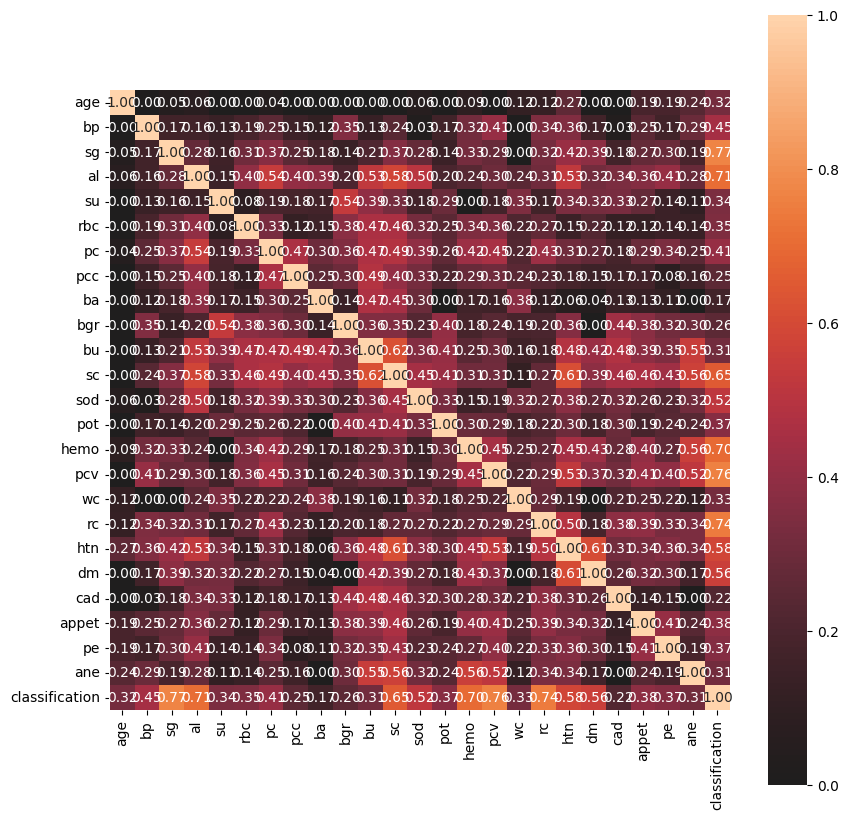 age 1.00 0.00 0.05 0.06 0.00 0.00 0.04 0.00 0.00 0.00 0.00 0.00 0.06 0.00 0.09 0.00 0.12 0.12 0.27 0.00 0.00 0.19 0.19 0.24 0.32
bp 0.00 1.00 0.17 0.16 0.13 0.19 0.25 0.15 0.12 0.35 0.13 0.24 0.03 0.17 0.32 0.41 0.00 0.34 0.36 0.17 0.03 0.25 0.17 0.29 0.45
sg 0.05 0.17 1.00 0.28 0.16 0.31 0.37 0.25 0.18 0.14 0.21 0.37 0.28 0.14 0.33 0.29 0.00 0.32 0.42 0.39 0.18 0.27 0.30 0.19 0.77
al 0.06 0.16 0.28 1.00 0.15 0.40 0.54 0.40 0.39 0.20 0.53 0.58 0.50 0.20 0.24 0.30 0.24 0.31 0.53 0.32 0.34 0.36 0.41 0.28 0.71
su 0.00 0.13 0.16 0.15 1.00 0.08 0.19 0.18 0.17 0.54 0.39 0.33 0.18 0.29 0.00 0.18 0.35 0.17 0.34 0.32 0.33 0.27 0.14 0.11 0.34
rbc 0.00 0.19 0.31 0.40 0.08 1.00 0.33 0.12 0.15 0.38 0.47 0.46 0.32 0.25 0.34 0.36 0.22 0.27 0.15 0.22 0.12 0.12 0.14 0.14 0.35
pc 0.04 0.25 0.37 0.54 0.19 0.33 1.00 0.47 0.30 0.36 0.47 0.49 0.39 0.26 0.42 0.45 0.22 0.43 0.31 0.27 0.18 0.29 0.34 0.25 0.41
pcc 0.00 0.15 0.25 0.40 0.18 0.12 0.47 1.00 0.25 0.30 0.49 0.40 0.33 0.22 0.29 0.31 0.24 0.23 0.18 0.15 0.17 0.17 0.08 0.16 0.25
ba 0.00 0.12 0.18 0.39 0.17 0.15 0.30 0.25 1.00 0.14 0.47 0.45 0.30 0.00 0.17 0.16 0.38 0.12 0.06 0.04 0.13 0.13 0.11 0.00 0.17
bgr 0.00 0.35 0.14 0.20 0.54 0.38 0.36 0.30 0.14 1.00 0.36 0.35 0.23 0.40 0.18 0.24 0.19 0.20 0.36 0.00 0.44 0.38 0.32 0.30 0.26
bu 0.00 0.13 0.21 0.53 0.39 0.47 0.47 0.49 0.47 0.36 1.00 0.62 0.36 0.41 0.25 0.30 0.16 0.18 0.48 0.42 0.48 0.39 0.35 0.55 0.31
sc 0.00 0.24 0.37 0.58 0.33 0.46 0.49 0.40 0.45 0.35 0.62 1.00 0.45 0.41 0.31 0.31 0.11 0.27 0.61 0.39 0.46 0.46 0.43 0.56 0.65
sod 0.06 0.03 0.28 0.50 0.18 0.32 0.39 0.33 0.30 0.23 0.36 0.45 1.00 0.33 0.15 0.19 0.32 0.27 0.38 0.27 0.32 0.26 0.23 0.32 0.52
pot 0.00 0.17 0.14 0.20 0.29 0.25 0.26 0.22 0.00 0.40 0.41 0.41 0.33 1.00 0.30 0.29 0.18 0.22 0.30 0.18 0.30 0.19 0.24 0.24 0.37
hemo 0.09 0.32 0.33 0.24 0.00 0.34 0.42 0.29 0.17 0.18 0.25 0.31 0.15 0.30 1.00 0.45 0.25 0.27 0.45 0.43 0.28 0.40 0.27 0.56 0.70
pcv 0.00 0.41 0.29 0.30 0.18 0.36 0.45 0.31 0.16 0.24 0.30 0.31 0.19 0.29 0.45 1.00 0.22 0.29 0.53 0.37 0.32 0.41 0.40 0.52 0.76
wc 0.12 0.00 0.00 0.24 0.35 0.22 0.22 0.24 0.38 0.19 0.16 0.11 0.32 0.18 0.25 0.22 1.00 0.29 0.19 0.00 0.21 0.25 0.22 0.12 0.33
rc 0.12 0.34 0.32 0.31 0.17 0.27 0.43 0.23 0.12 0.20 0.18 0.27 0.27 0.22 0.27 0.29 0.29 1.00 0.50 0.18 0.38 0.39 0.33 0.34 0.74
htn 0.27 0.36 0.42 0.53 0.34 0.15 0.31 0.18 0.06 0.36 0.48 0.61 0.38 0.30 0.45 0.53 0.19 0.50 1.00 0.61 0.31 0.34 0.36 0.34 0.58
dm 0.00 0.17 0.39 0.32 0.32 0.22 0.27 0.15 0.04 0.00 0.42 0.39 0.27 0.18 0.43 0.37 0.00 0.18 0.61 1.00 0.26 0.32 0.30 0.17 0.56
cad 0.00 0.03 0.18 0.34 0.33 0.12 0.18 0.17 0.13 0.44 0.48 0.46 0.32 0.30 0.28 0.32 0.21 0.38 0.31 0.26 1.00 0.14 0.15 0.00 0.22
appet 0.19 0.25 0.27 0.36 0.27 0.12 0.29 0.17 0.13 0.38 0.39 0.46 0.26 0.19 0.40 0.41 0.25 0.39 0.34 0.32 0.14 1.00 0.41 0.24 0.38
pe 0.19 0.17 0.30 0.41 0.14 0.14 0.34 0.08 0.11 0.32 0.35 0.43 0.23 0.24 0.27 0.40 0.22 0.33 0.36 0.30 0.15 0.41 1.00 0.19 0.37
ane 0.24 0.29 0.19 0.28 0.11 0.14 0.25 0.16 0.00 0.30 0.55 0.56 0.32 0.24 0.56 0.52 0.12 0.34 0.34 0.17 0.00 0.24 0.19 1.00 0.31
classification 0.32 0.45 0.77 0.71 0.34 0.35 0.41 0.25 0.17 0.26 0.31 0.65 0.52 0.37 0.70 0.76 0.33 0.74 0.58 0.56 0.22 0.38 0.37 0.31 1.00
age bp sg al su rbc pc pcc ba bgr bu sc sod pot hemo pcv wc rc htn dm cad appet pe ane classification
1.0
0.8
0.6
0.4
0.2
0.0